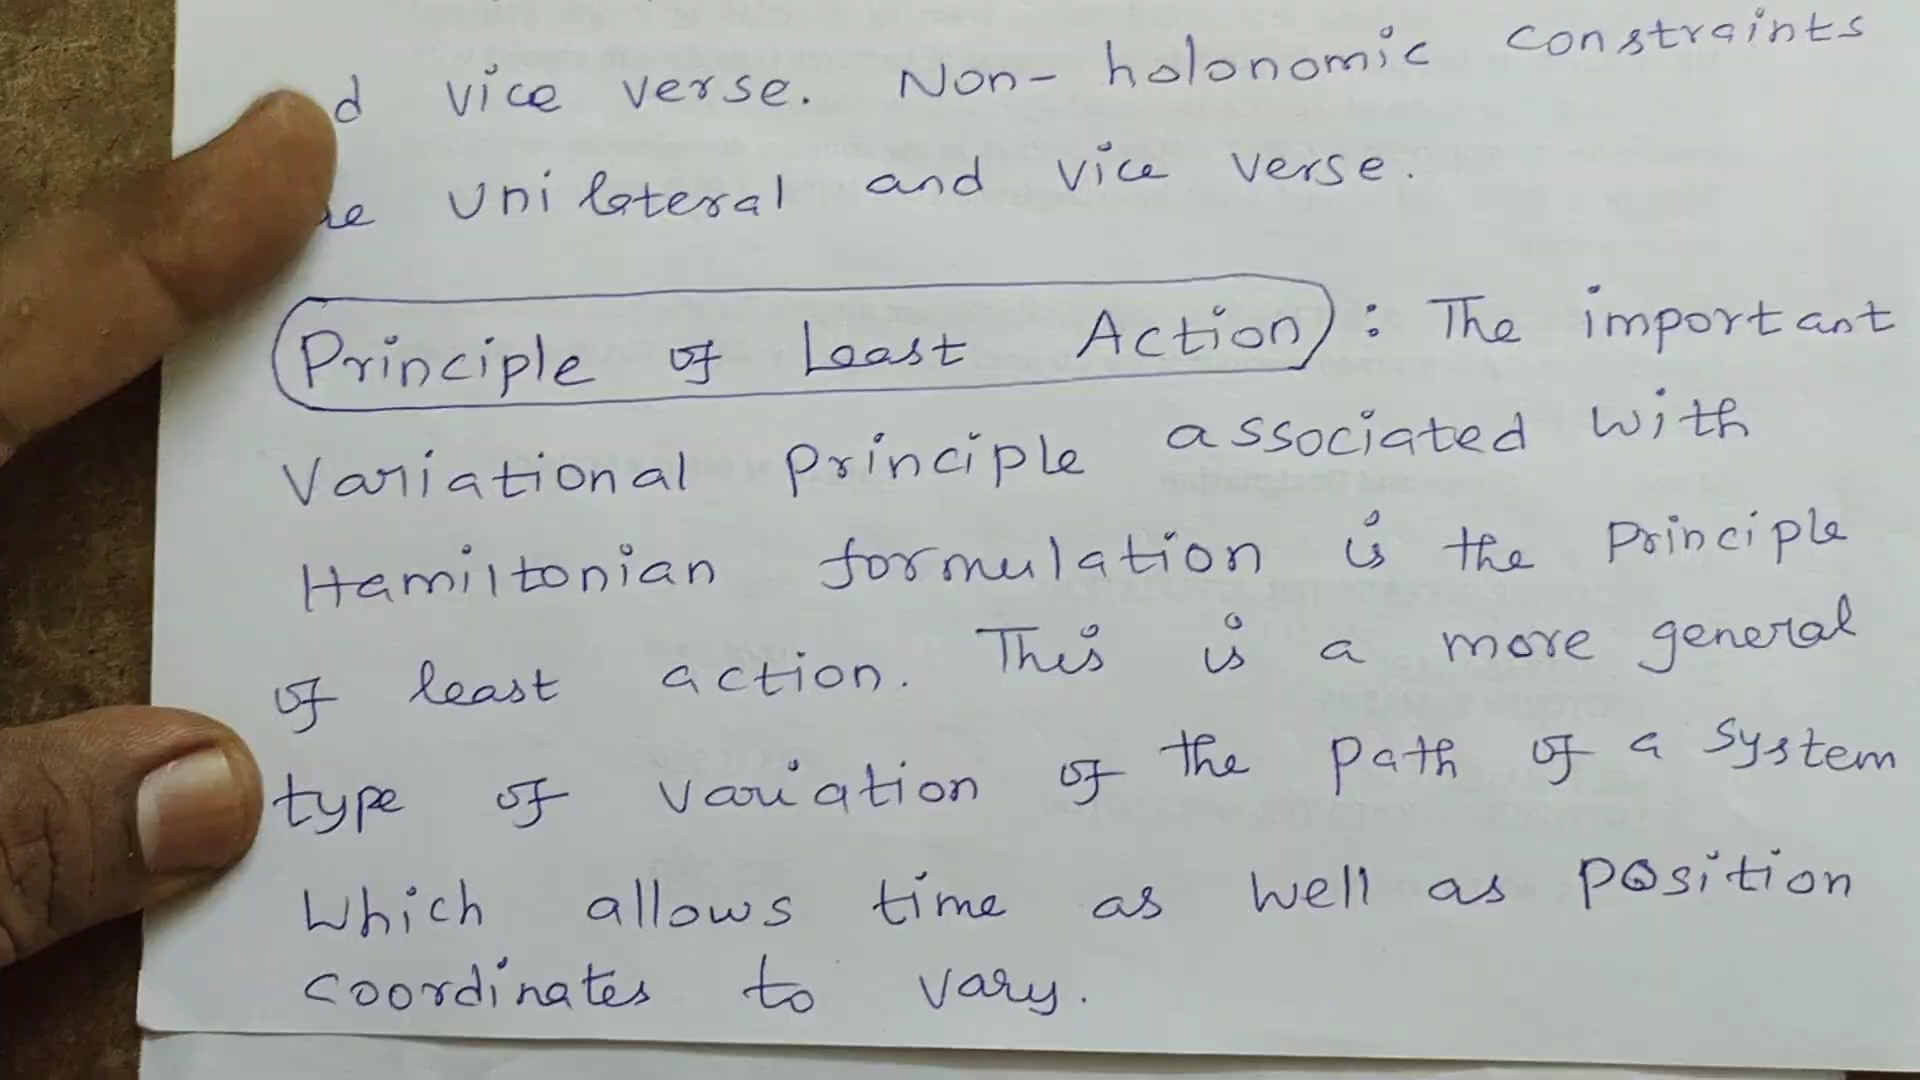 vice verse. Non-holonomic constraints
unilateral and vice verse.
Principle of Least Action : The important
Variational principle associated with
Hamiltonian formulation is the principle
of least action. This is a more general
type of variation of the path of a system
which allows time as well as position
coordinates to vary.